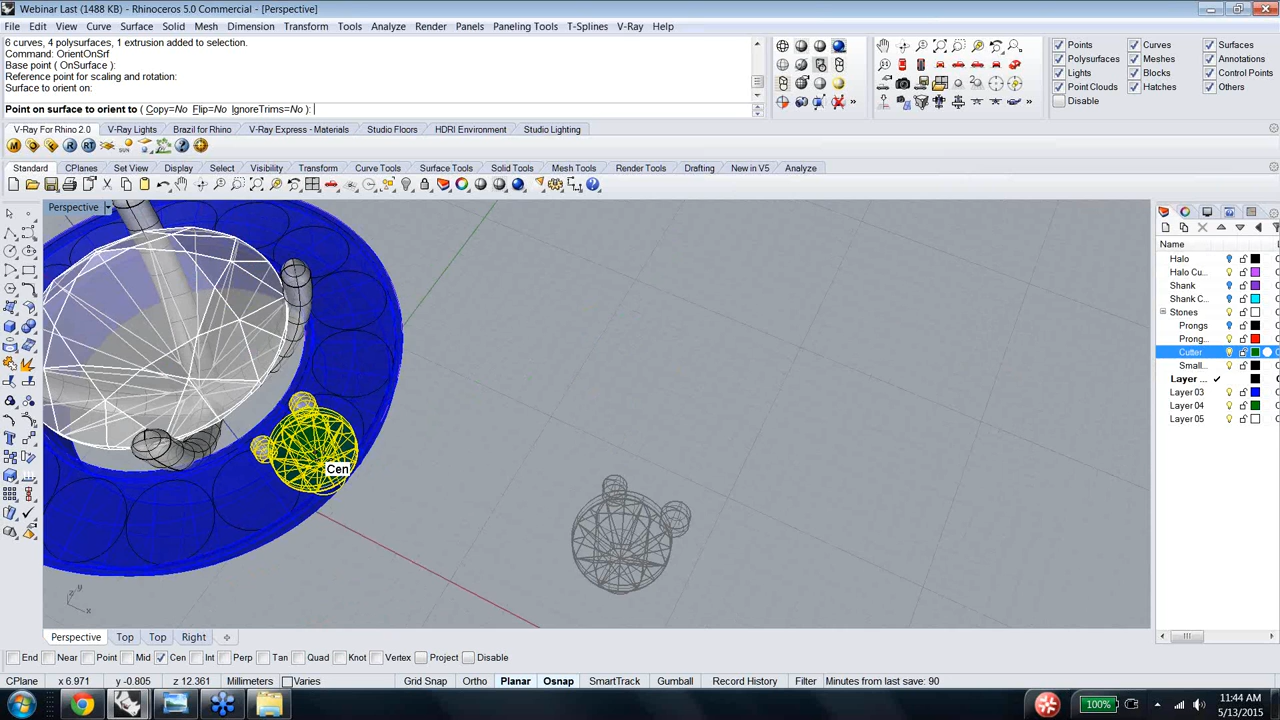 Webinar Last (1488 KB) - Rhinoceros 5.0 Commercial - [Perspective]
File Edit View Curve Surface Solid Mesh Dimension Transform Tools Analyze Render Panels Paneling Tools T-Splines V-Ray Help
6 curves, 4 polysurfaces, 1 extrusion added to selection.
Command: OrientOnSrf
Base point ( OnSurface ):
Reference point for scaling and rotation:
Surface to orient on:
Point on surface to orient to ( Copy=No Flip=No IgnoreTrims=No ):
Points Curves Surfaces
Polysurfaces Meshes Annotations
Lights Blocks Control Points
Point Clouds Hatches Others
Disable
V-Ray For Rhino 2.0 V-Ray Lights Brazil for Rhino V-Ray Express - Materials Studio Floors HDRI Environment Studio Lighting
Standard CPlanes Set View Display Select Visibility Transform Curve Tools Surface Tools Solid Tools Mesh Tools Render Tools Drafting New in V5 Analyze
Perspective
Name
Halo
Halo Cu...
Shank
Shank C...
Stones
Prongs
Prong...
Cutter
Small...
Layer ...
Layer 03
Layer 04
Layer 05
Cen
z y
x
Perspective Top Top Right
End Near Point Mid Cen Int Perp Tan Quad Knot Vertex Project Disable
CPlane x 6.971 y -0.805 z 12.361 Millimeters Varies Grid Snap Ortho Planar Osnap SmartTrack Gumball Record History Filter Minutes from last save: 90
100% 11:44 AM
5/13/2015